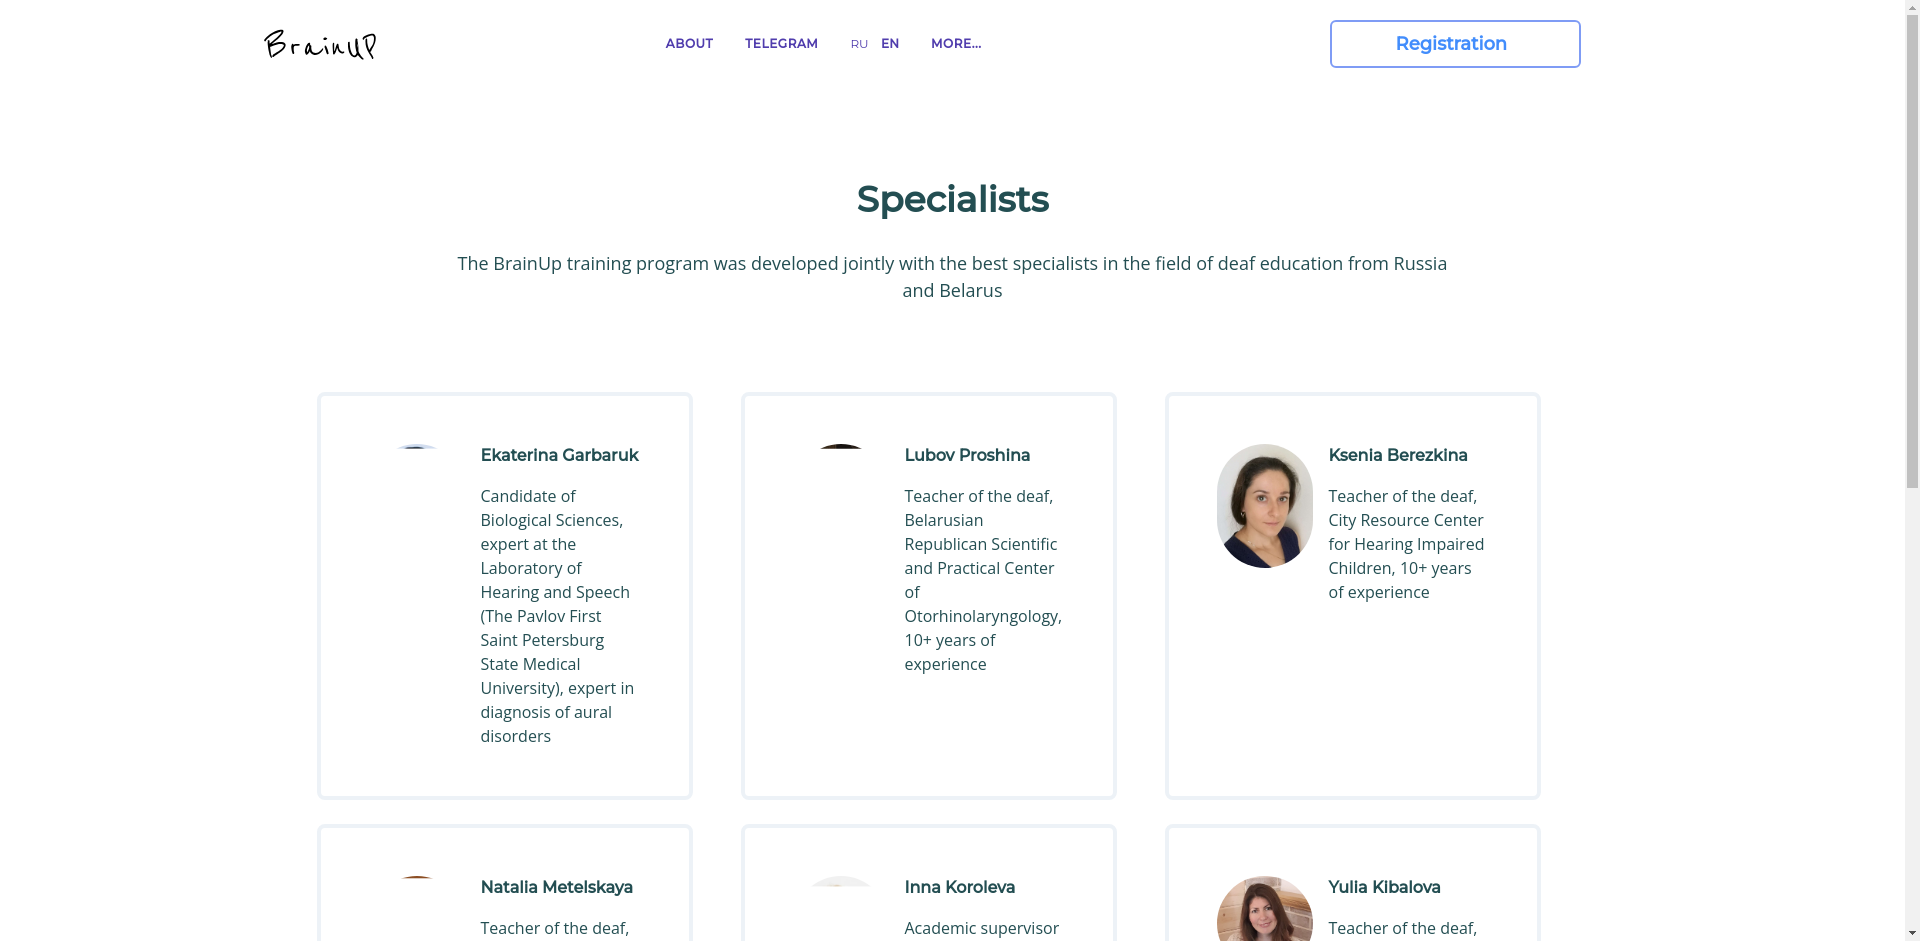 BrainUP
ABOUT
TELEGRAM
RU
EN
MORE...
Registration
Specialists
The BrainUp training program was developed jointly with the best specialists in the field of deaf education from Russia
and Belarus
Ekaterina Garbaruk
Candidate of
Biological Sciences,
expert at the
Laboratory of
Hearing and Speech
(The Pavlov First
Saint Petersburg
State Medical
University), expert in
diagnosis of aural
disorders
Lubov Proshina
Teacher of the deaf,
Belarusian
Republican Scientific
and Practical Center
of
Otorhinolaryngology,
10+ years of
experience
Ksenia Berezkina
Teacher of the deaf,
City Resource Center
for Hearing Impaired
Children, 10+ years
of experience
Natalia Metelskaya
Teacher of the deaf,
Inna Koroleva
Academic supervisor
Yulia Kibalova
Teacher of the deaf,